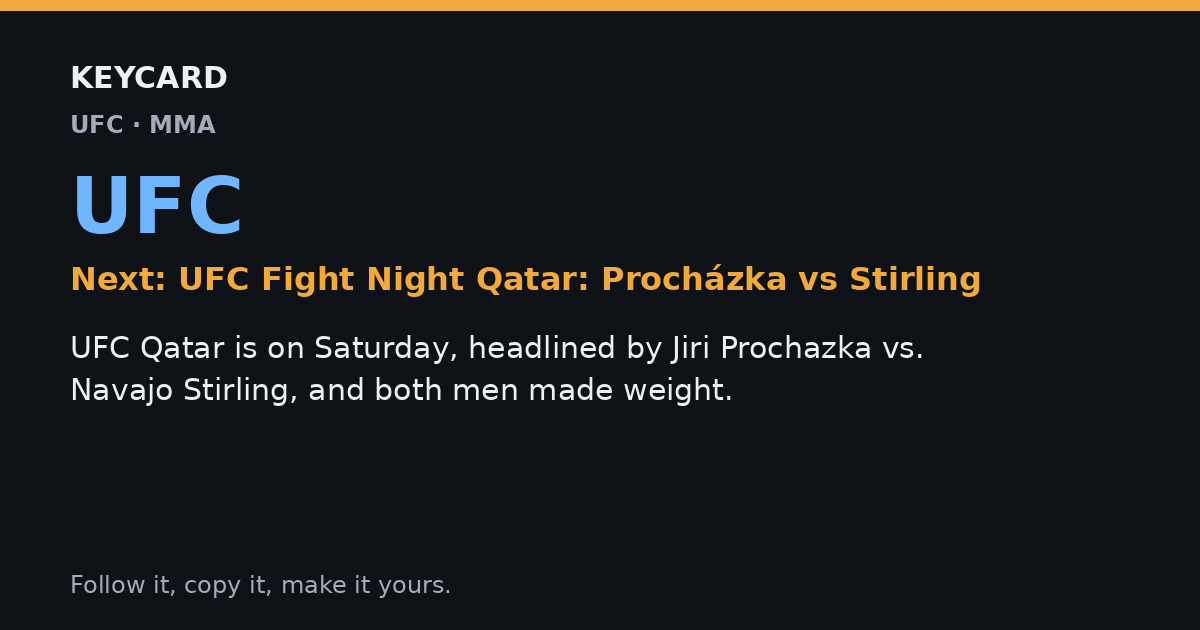 KEYCARD
UFC · MMA
UFC
Next: UFC Fight Night Qatar: Procházka vs Stirling
UFC Qatar is on Saturday, headlined by Jiri Prochazka vs.
Navajo Stirling, and both men made weight.
Follow it, copy it, make it yours.